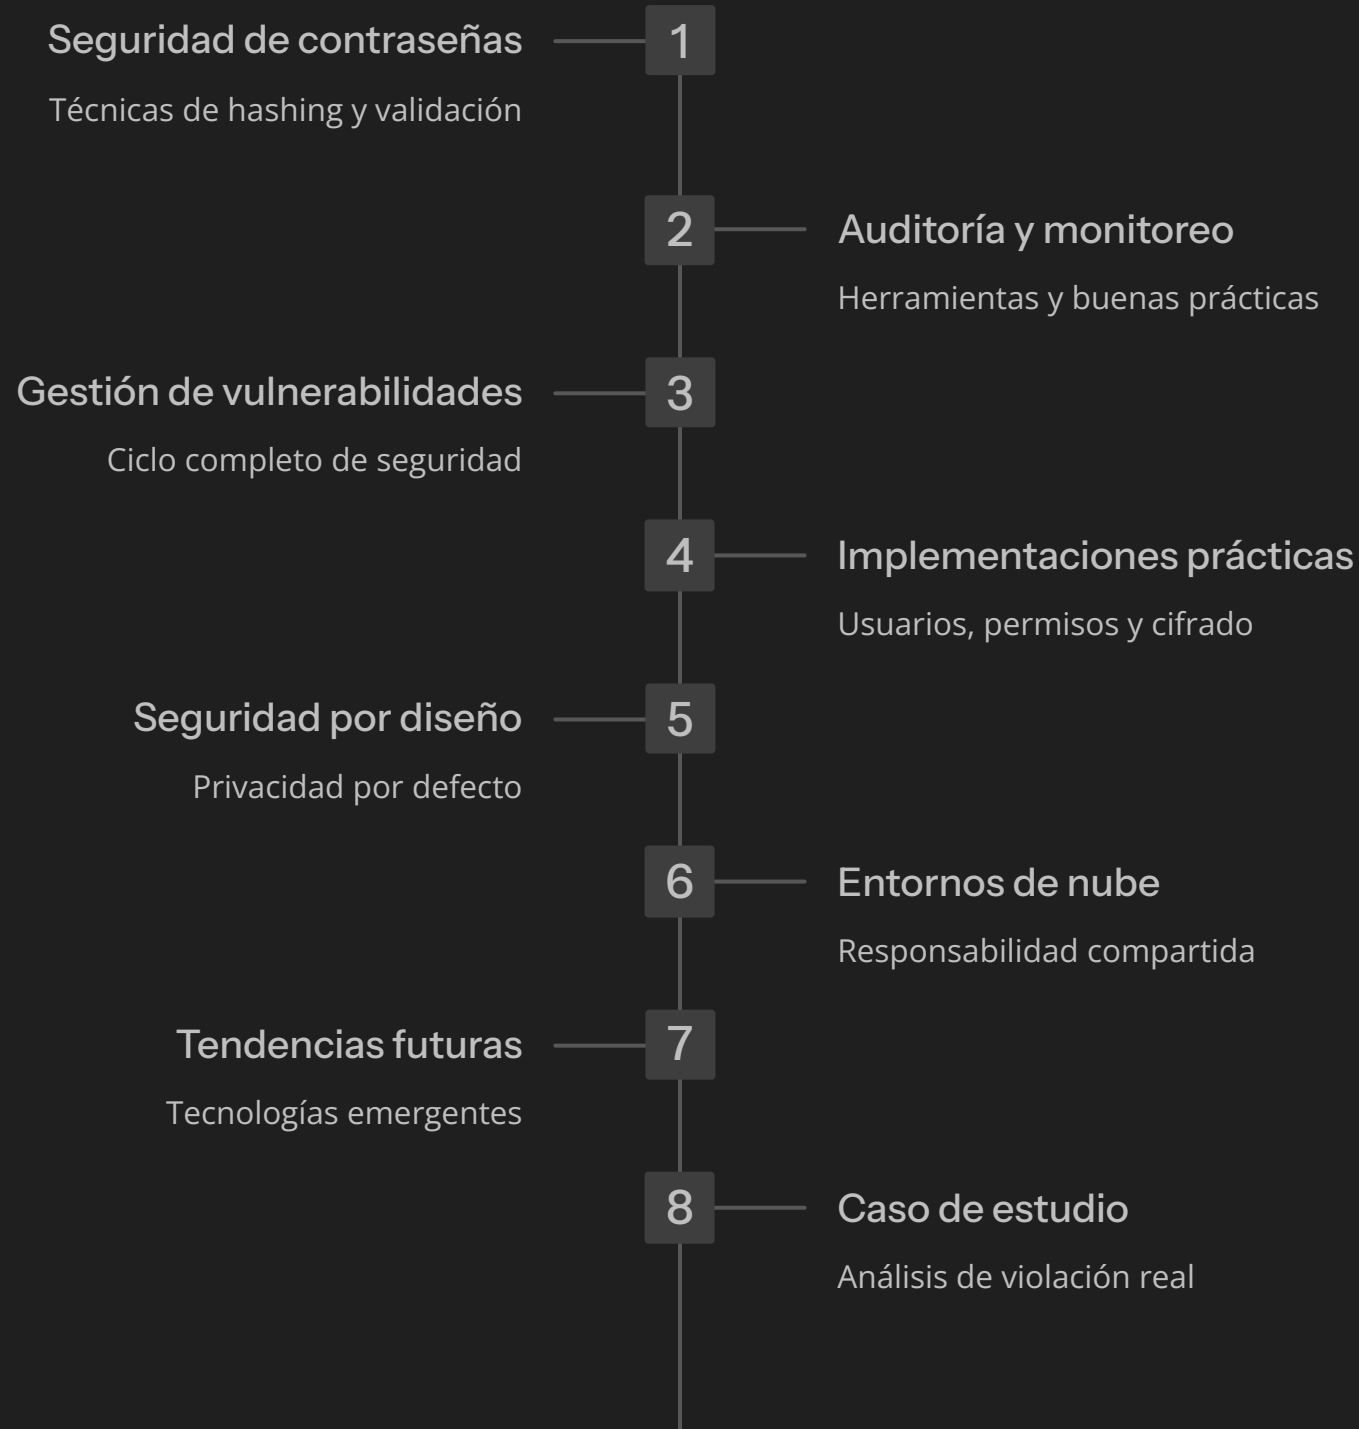 Seguridad de contraseñas
1
Técnicas de hashing y validación
2
Auditoría y monitoreo
Herramientas y buenas prácticas
Gestión de vulnerabilidades
3
Ciclo completo de seguridad
4
Implementaciones prácticas
Usuarios, permisos y cifrado
Seguridad por diseño
5
Privacidad por defecto
6
Entornos de nube
Responsabilidad compartida
Tendencias futuras
7
Tecnologías emergentes
8
Caso de estudio
Análisis de violación real